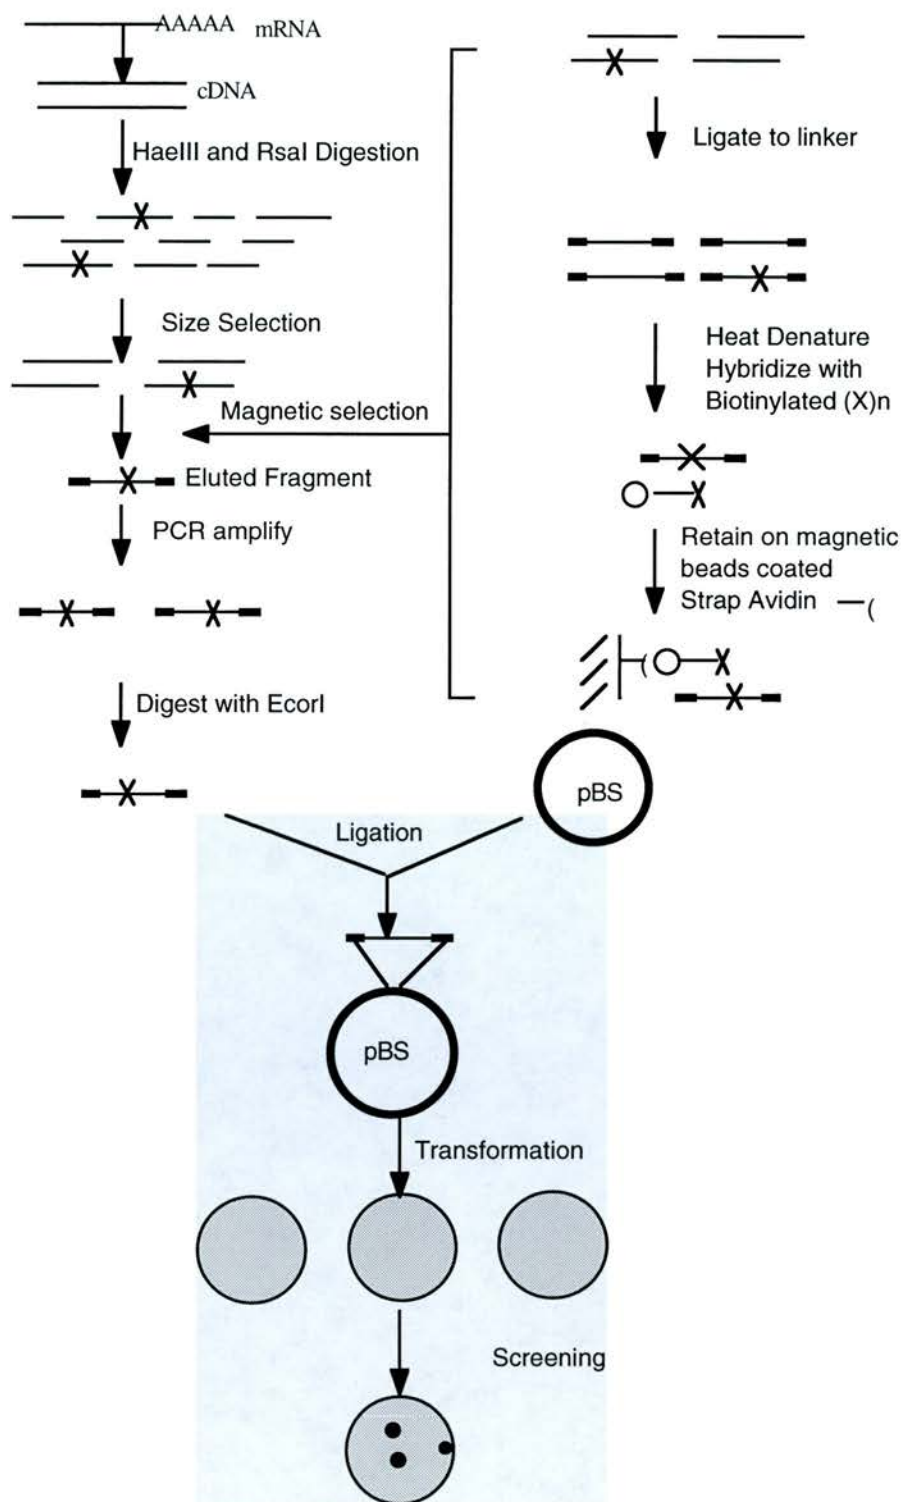 AAAAA mRNA
cDNA
HaeIII and RsaI Digestion
Size Selection
Magnetic selection
Eluted Fragment
PCR amplify
Digest with EcorI
Ligate to linker
Heat Denature
Hybridize with
Biotinylated (X)n
Retain on magnetic
beads coated
Strap Avidin —(
pBS
Ligation
pBS
Transformation
Screening